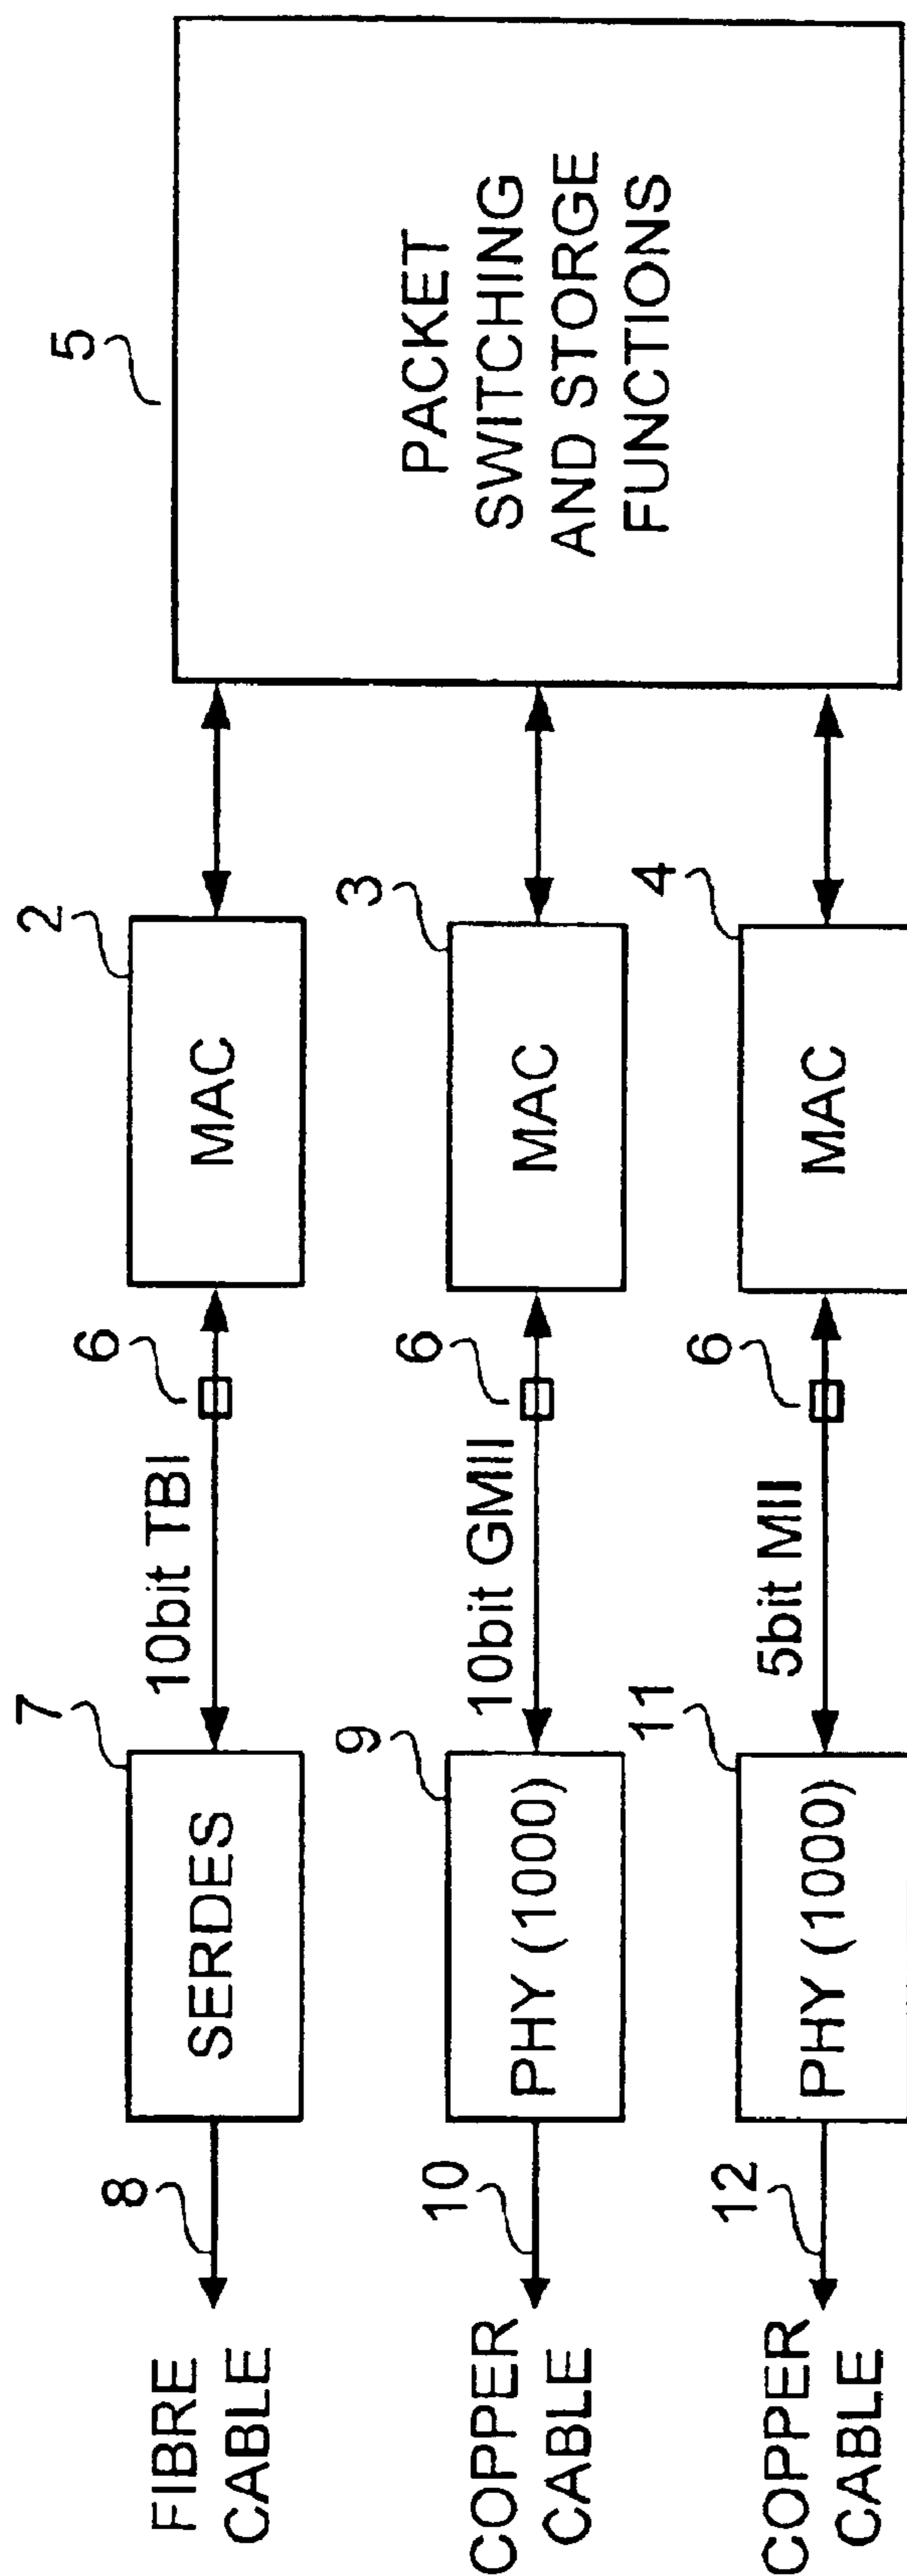 5
PACKET
SWITCHING
AND STORGE
FUNCTIONS
2
MAC
3
MAC
4
MAC
6
10bit TBI
6
10bit GMII
6
5bit MII
7
SERDES
9
PHY (1000)
11
PHY (1000)
8
FIBRE
CABLE
10
COPPER
CABLE
12
COPPER
CABLE